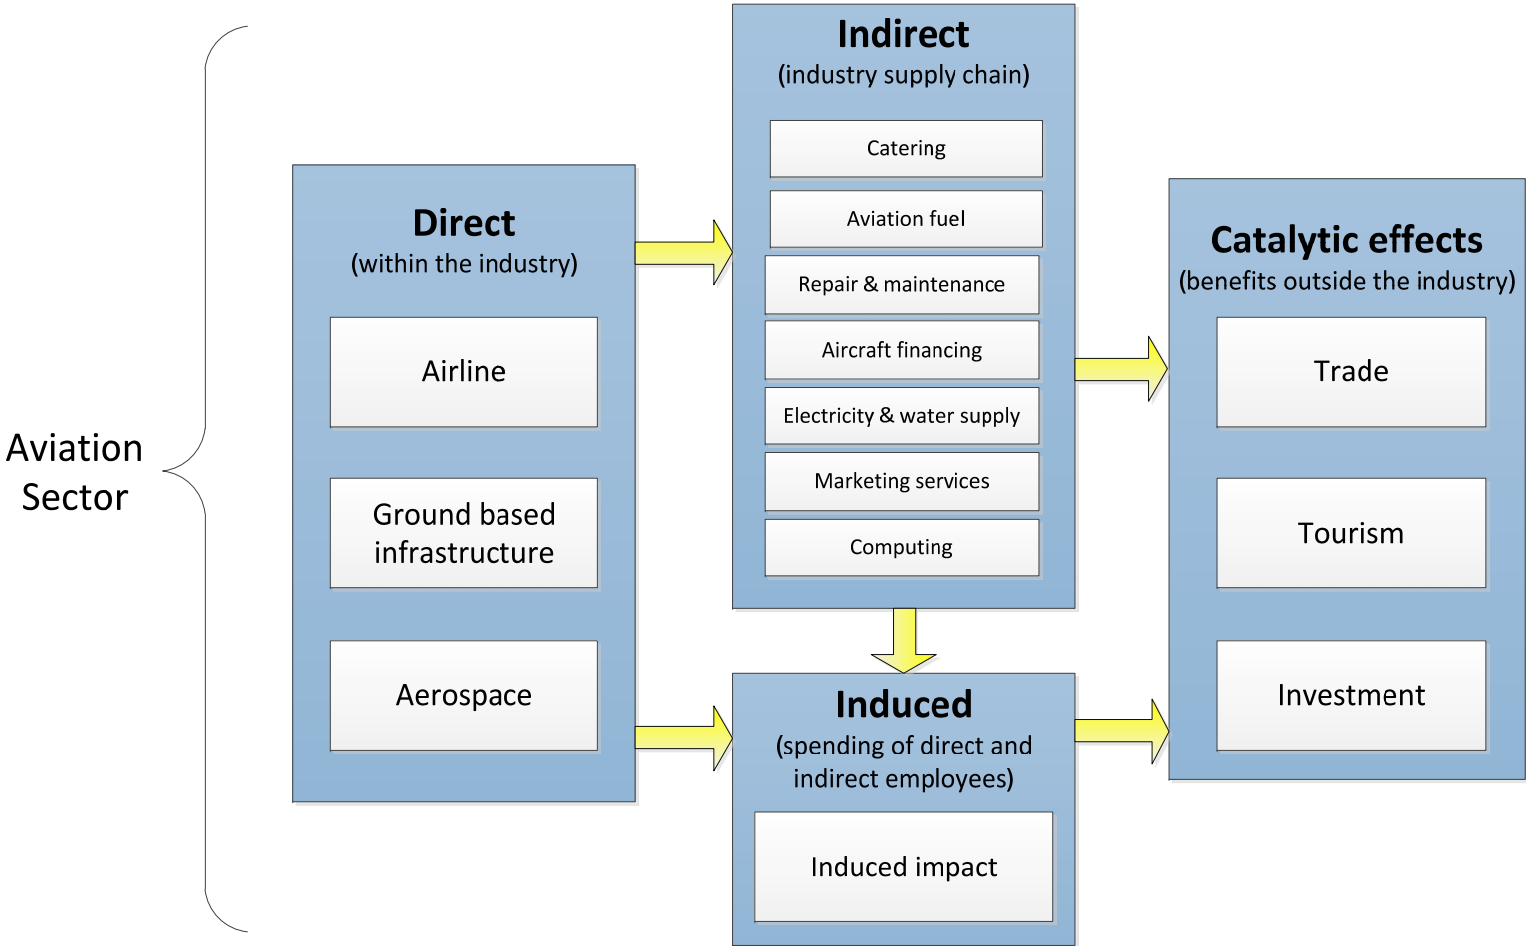 Aviation
Sector
Direct
(within the industry)
Airline
Ground based
infrastructure
Aerospace
Indirect
(industry supply chain)
Catering
Aviation fuel
Repair & maintenance
Aircraft financing
Electricity & water supply
Marketing services
Computing
Induced
(spending of direct and
indirect employees)
Induced impact
Catalytic effects
(benefits outside the industry)
Trade
Tourism
Investment